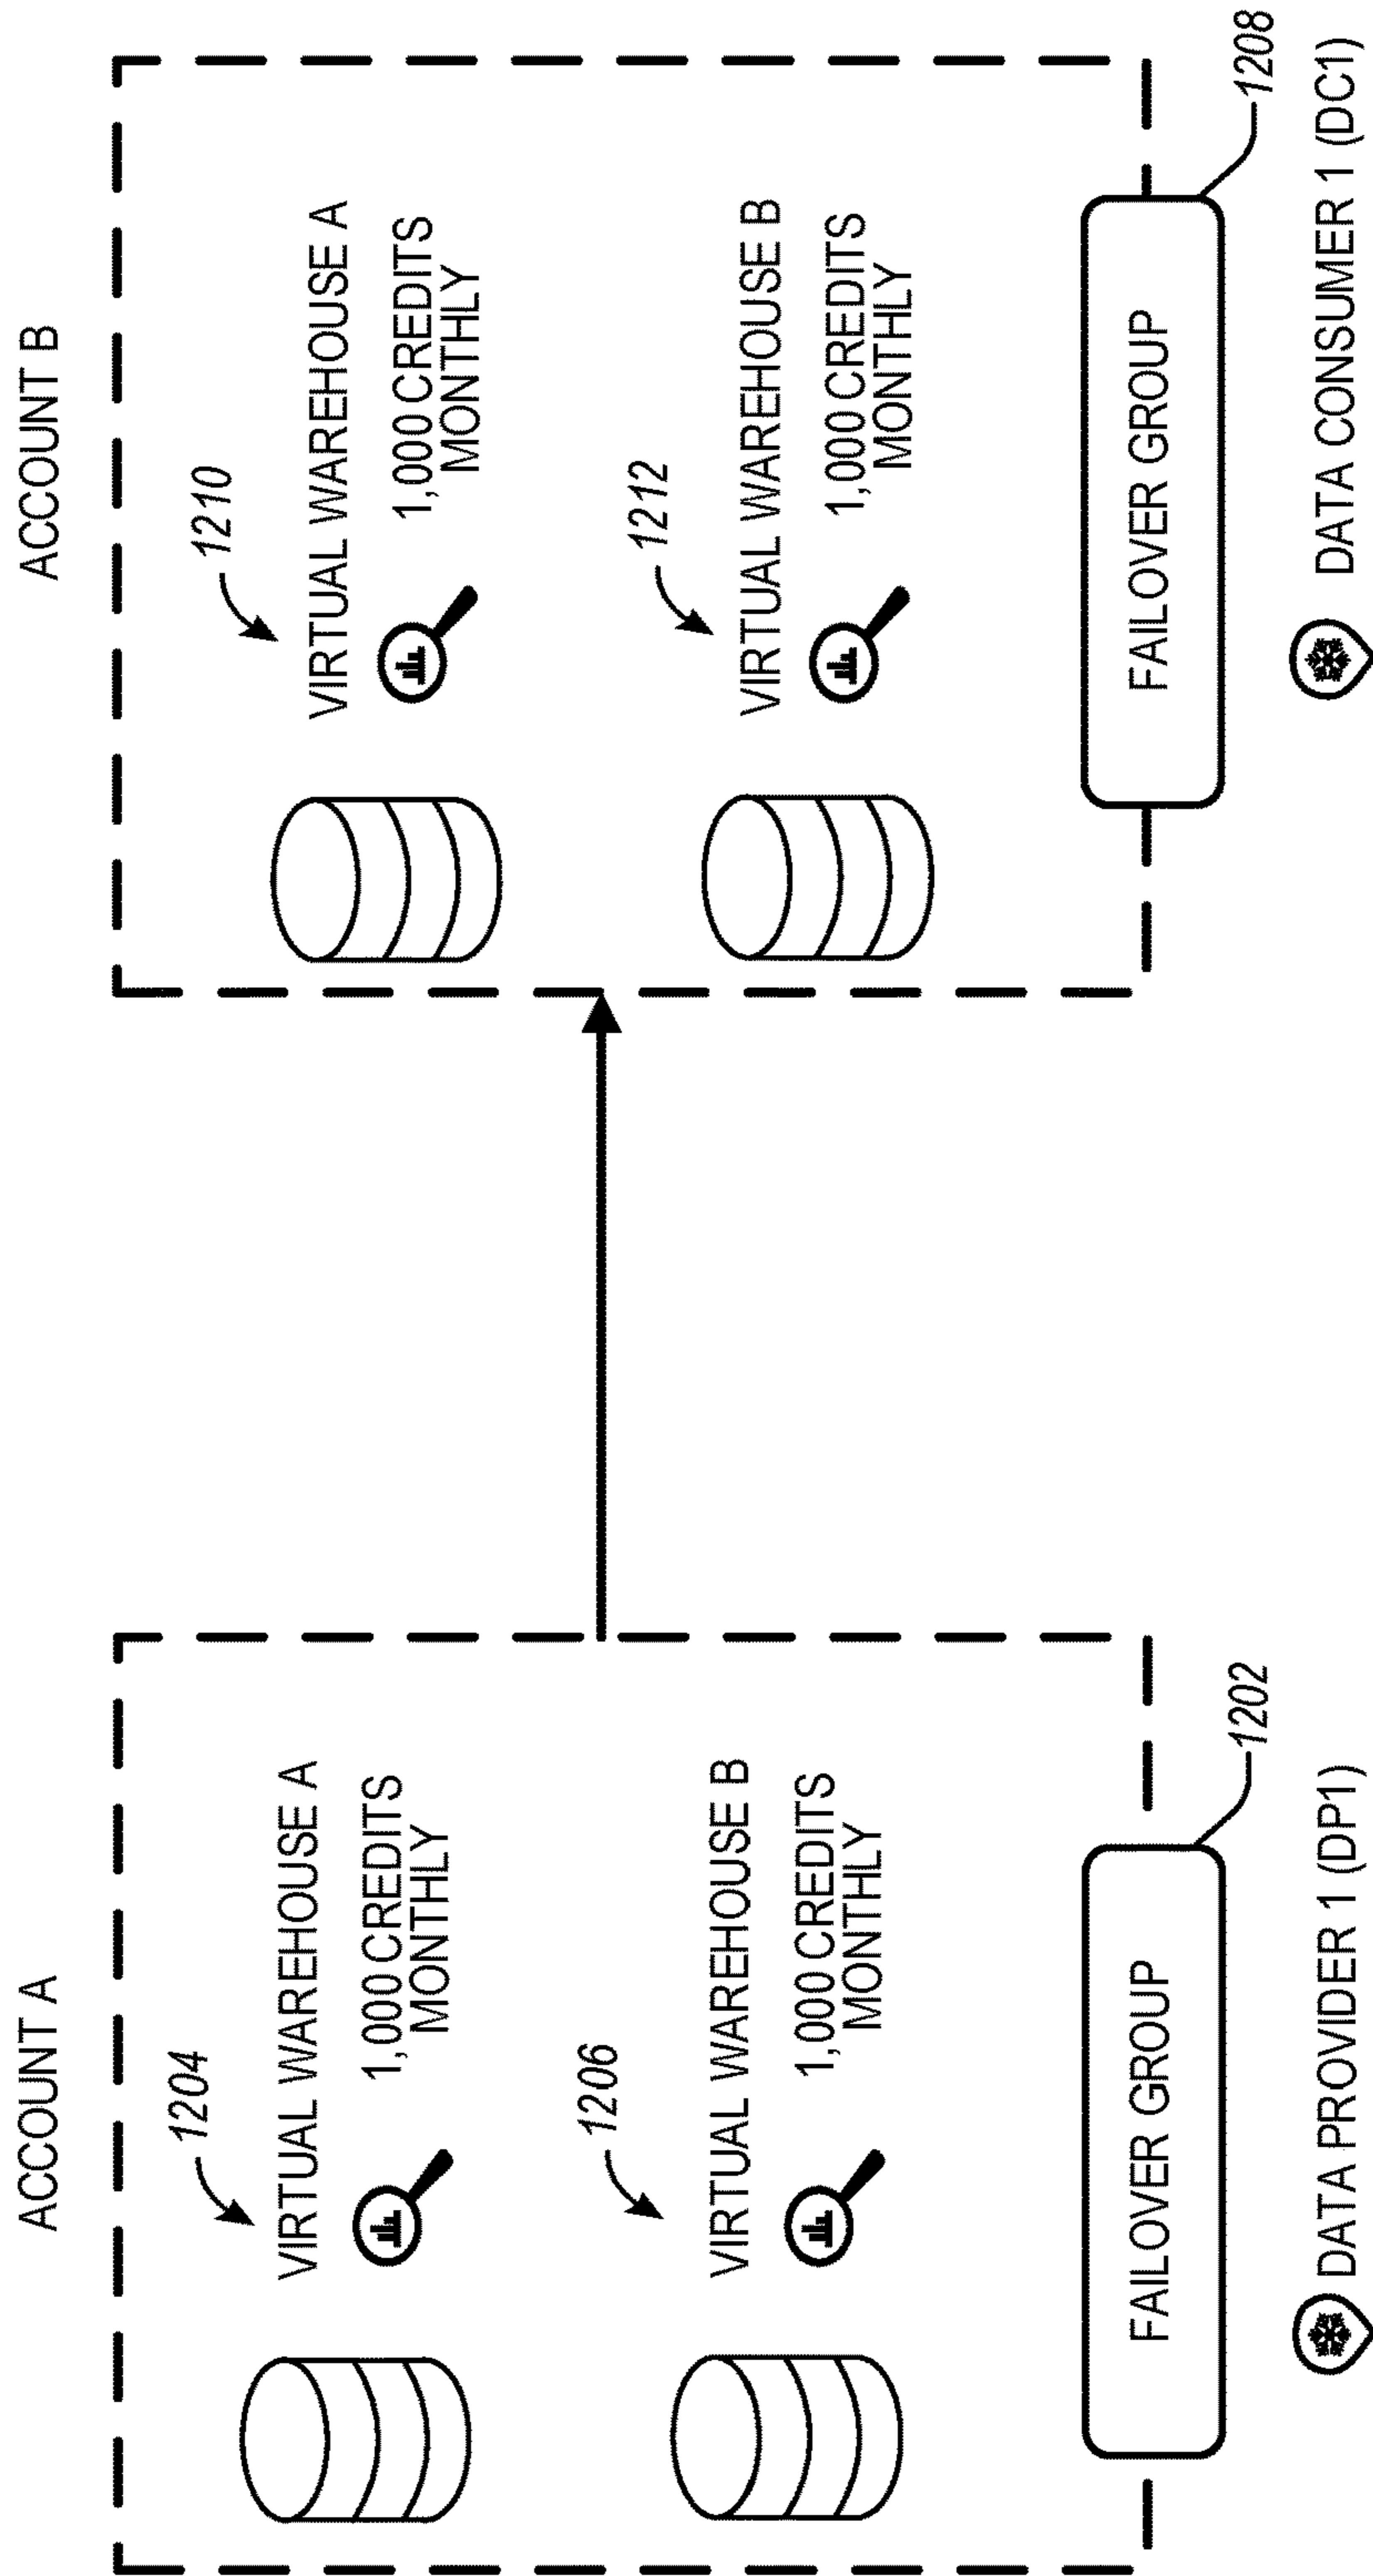 ACCOUNT A
1204
VIRTUAL WAREHOUSE A
1,000 CREDITS
MONTHLY
1206
VIRTUAL WAREHOUSE B
1,000 CREDITS
MONTHLY
FAILOVER GROUP
1202
DATA PROVIDER 1 (DP1)
ACCOUNT B
1210
VIRTUAL WAREHOUSE A
1,000 CREDITS
MONTHLY
1212
VIRTUAL WAREHOUSE B
1,000 CREDITS
MONTHLY
FAILOVER GROUP
1208
DATA CONSUMER 1 (DC1)